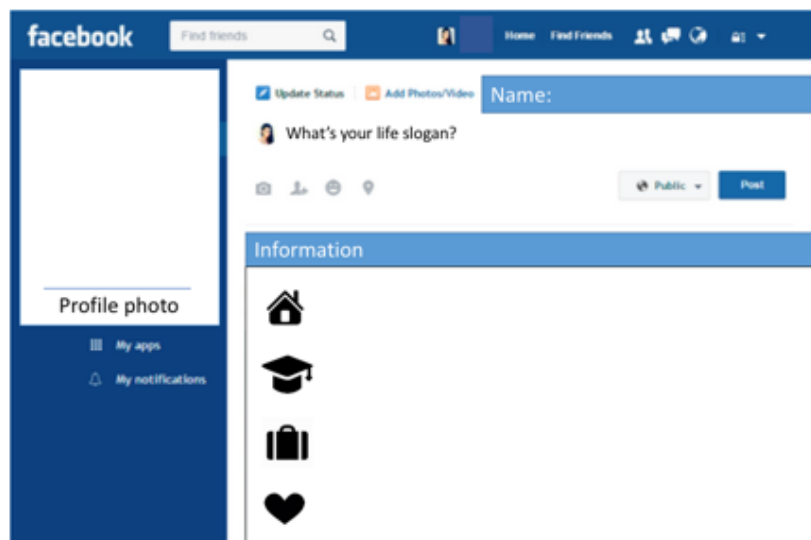 facebook
Find friends
Home Find Friends
Update Status Add Photos/Video Name:
What's your life slogan?
Public Post
Information
Profile photo
My apps
My notifications